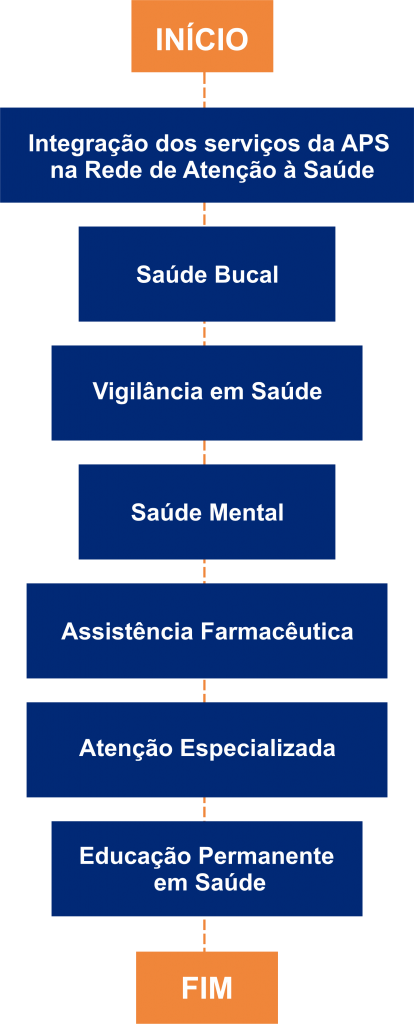 INÍCIO
Integração dos serviços da APS
na Rede de Atenção à Saúde
Saúde Bucal
Vigilância em Saúde
Saúde Mental
Assistência Farmacêutica
Atenção Especializada
Educação Permanente
em Saúde
FIM